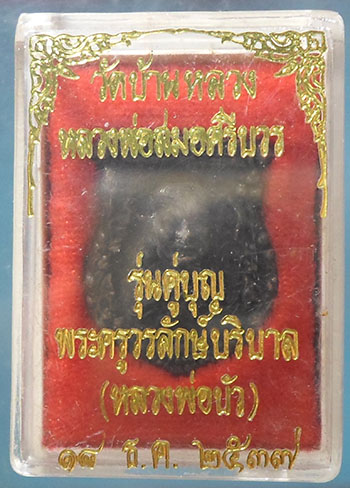 วัดบ้านหลวง
หลวงพ่อสมอศรีบวร
รุ่นคู่บุญ
พระครูวรลักษ์บริบาล
(หลวงพ่อบัว)
๑๘ ธ.ค. ๒๕๓๗